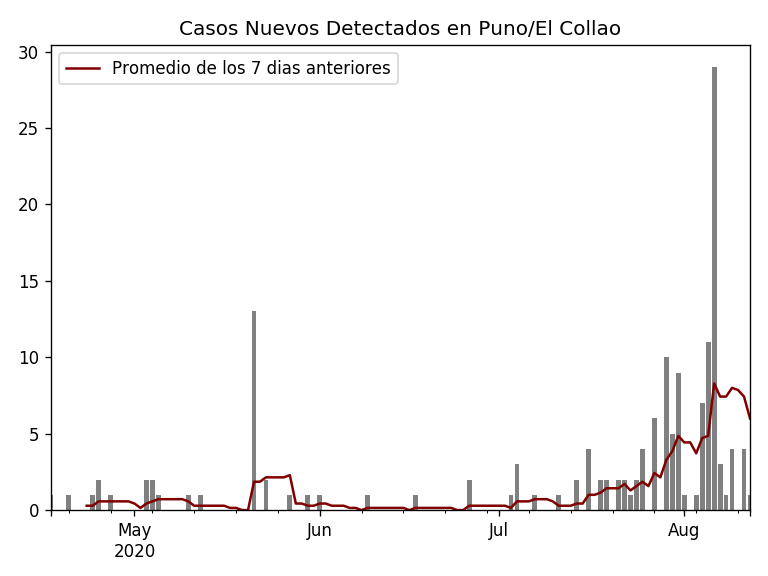 Casos Nuevos Detectados en Puno/El Collao
Promedio de los 7 dias anteriores
30
25
20
15
10
5
0
May
2020
Jun
Jul
Aug